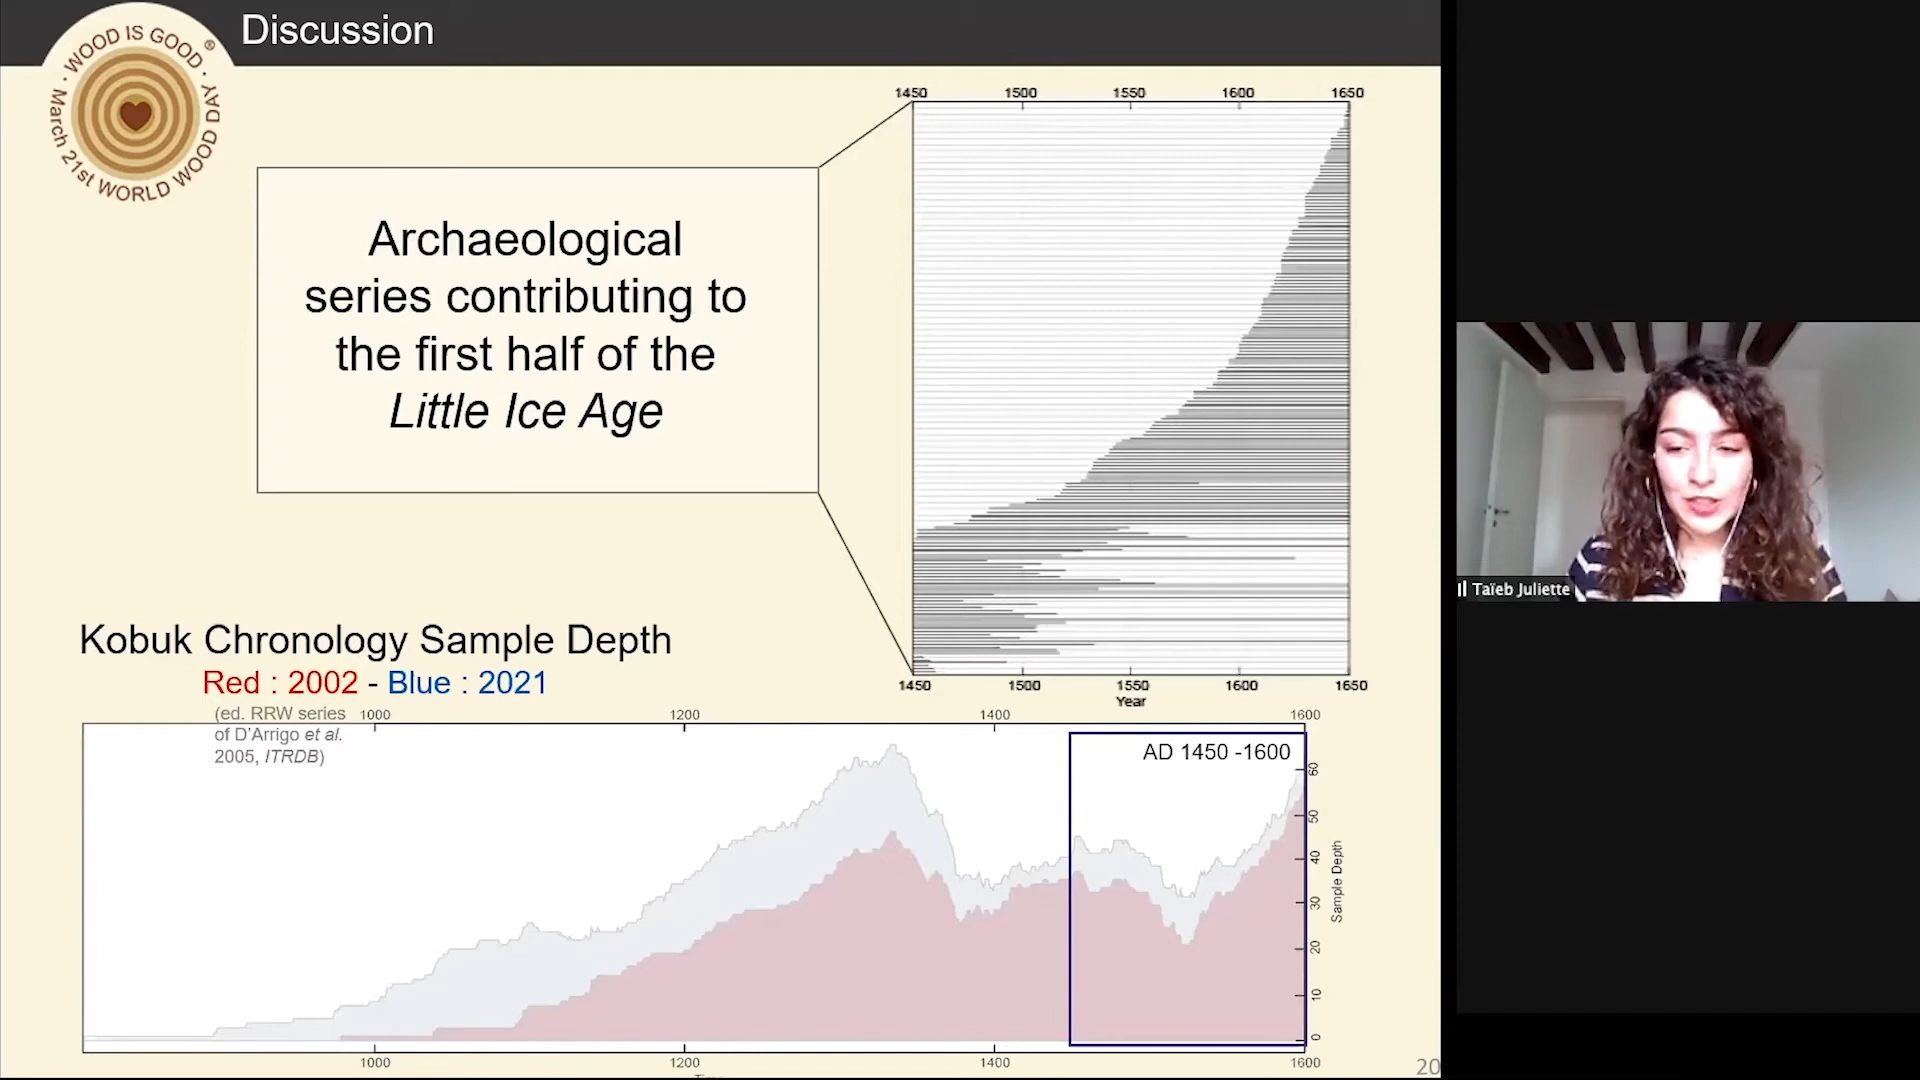 Discussion
WOOD IS GOOD ® · March 21st WORLD WOOD DAY ·
1450 1500 1550 1600 1650
Archaeological
series contributing to
the first half of the
Little Ice Age
1450 1500 1550 1600 1650
Year
Taïeb Juliette
Kobuk Chronology Sample Depth
Red : 2002 - Blue : 2021
(ed. RRW series
of D'Arrigo et al.
2005, ITRDB)
1000 1200 1400 1600
AD 1450 -1600
60
50
40
30
20
10
0
Sample Depth
1000 1200 1400 1600
20